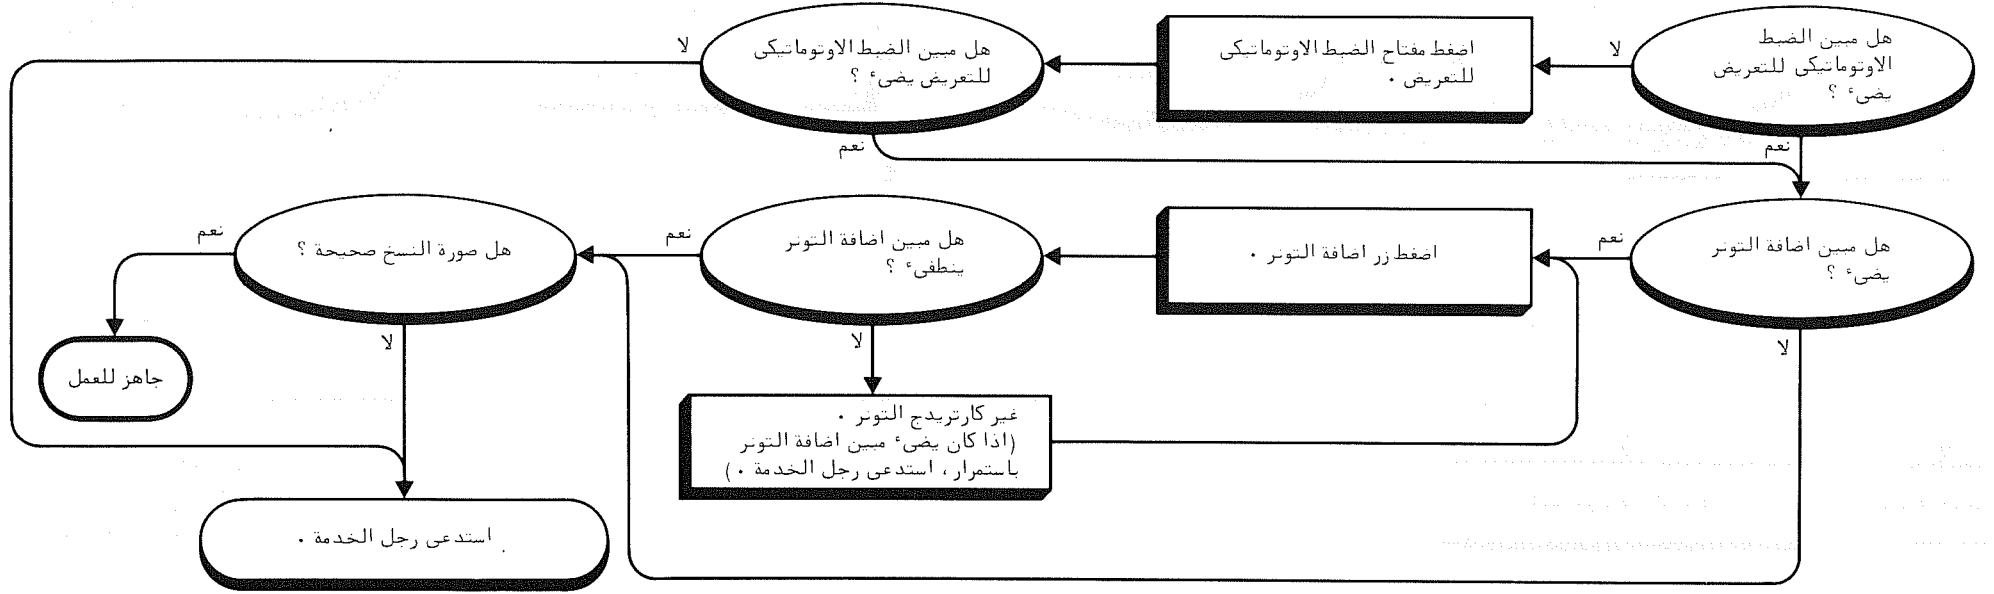 هل مبين الضبط
الاوتوماتيكى للتعريض
يضىء ؟
لا
اضغط مفتاح الضبط الاوتوماتيكى
للتعريض .
هل مبين الضبط الاوتوماتيكى
للتعريض يضىء ؟
لا
نعم
نعم
هل مبين اضافة التونر
يضىء ؟
نعم
اضغط زر اضافة التونر .
هل مبين اضافة التونر
ينطفىء ؟
نعم
هل صورة النسخ صحيحة ؟
نعم
لا
لا
لا
جاهز للعمل
غير كارتريدج التونر .
(اذا كان يضىء مبين اضافة التونر
باستمرار ، استدعى رجل الخدمة . )
استدعى رجل الخدمة .